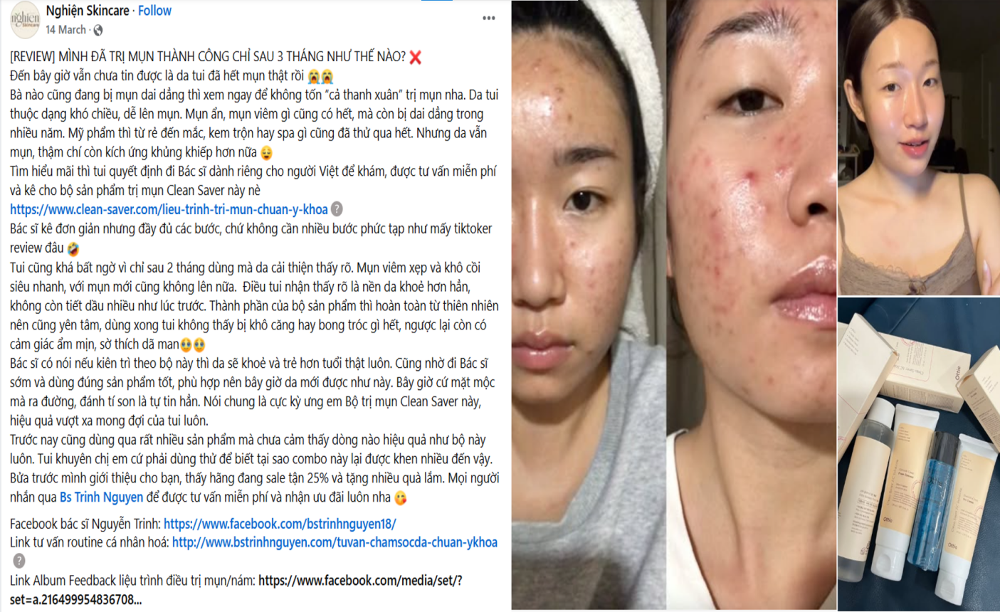 nghiện
Skincare
Nghiện Skincare · Follow
14 March ·
[REVIEW] MÌNH ĐÃ TRỊ MỤN THÀNH CÔNG CHỈ SAU 3 THÁNG NHƯ THẾ NÀO? ❌
Đến bây giờ vẫn chưa tin được là da tui đã hết mụn thật rồi 😭😭
Bà nào cũng đang bị mụn dai dẳng thì xem ngay để không tốn “cả thanh xuân” trị mụn nha. Da tui
thuộc dạng khó chiều, dễ lên mụn. Mụn ẩn, mụn viêm gì cũng có hết, mà còn bị dai dẳng trong
nhiều năm. Mỹ phẩm thì từ rẻ đến mắc, kem trộn hay spa gì cũng đã thử qua hết. Nhưng da vẫn
mụn, thậm chí còn kích ứng khủng khiếp hơn nữa 😌
Tìm hiểu mãi thì tui quyết định đi Bác sĩ dành riêng cho người Việt để khám, được tư vấn miễn phí
và kê cho bộ sản phẩm trị mụn Clean Saver này nè
https://www.clean-saver.com/lieu-trinh-tri-mun-chuan-y-khoa ?
Bác sĩ kê đơn giản nhưng đầy đủ các bước, chứ không cần nhiều bước phức tạp như mấy tiktoker
review đâu 🤣
Tui cũng khá bất ngờ vì chỉ sau 2 tháng dùng mà da cải thiện thấy rõ. Mụn viêm xẹp và khô cồi
siêu nhanh, với mụn mới cũng không lên nữa.  Điều tui nhận thấy rõ là nền da khoẻ hơn hẳn,
không còn tiết dầu nhiều như lúc trước. Thành phần của bộ sản phẩm thì hoàn toàn từ thiên nhiên
nên cũng yên tâm, dùng xong tui không thấy bị khô căng hay bong tróc gì hết, ngược lại còn có
cảm giác ẩm mịn, sờ thích dã man🥹🥹
Bác sĩ có nói nếu kiên trì theo bộ này thì da sẽ khoẻ và trẻ hơn tuổi thật luôn. Cũng nhờ đi Bác sĩ
sớm và dùng đúng sản phẩm tốt, phù hợp nên bây giờ da mới được như này. Bây giờ cứ mặt mộc
mà ra đường, đánh tí son là tự tin hẳn. Nói chung là cực kỳ ưng em Bộ trị mụn Clean Saver này,
hiệu quả vượt xa mong đợi của tui luôn.
Trước nay cũng dùng qua rất nhiều sản phẩm mà chưa cảm thấy dòng nào hiệu quả như bộ này
luôn. Tui khuyên chị em cứ phải dùng thử để biết tại sao combo này lại được khen nhiều đến vậy.
Bửa trước mình giới thiệu cho bạn, thấy hãng đang sale tận 25% và tặng nhiều quà lắm. Mọi người
nhắn qua Bs Trinh Nguyen để được tư vấn miễn phí và nhận ưu đãi luôn nha 😋
Facebook bác sĩ Nguyễn Trinh: https://www.facebook.com/bstrinhnguyen18/
Link tư vấn routine cá nhân hoá: http://www.bstrinhnguyen.com/tuvan-chamsocda-chuan-ykhoa
?
Link Album Feedback liệu trình điều trị mụn/nám: https://www.facebook.com/media/set/?
set=a.216499954836708...
Ottie
Ottie
Ottie
Ottie